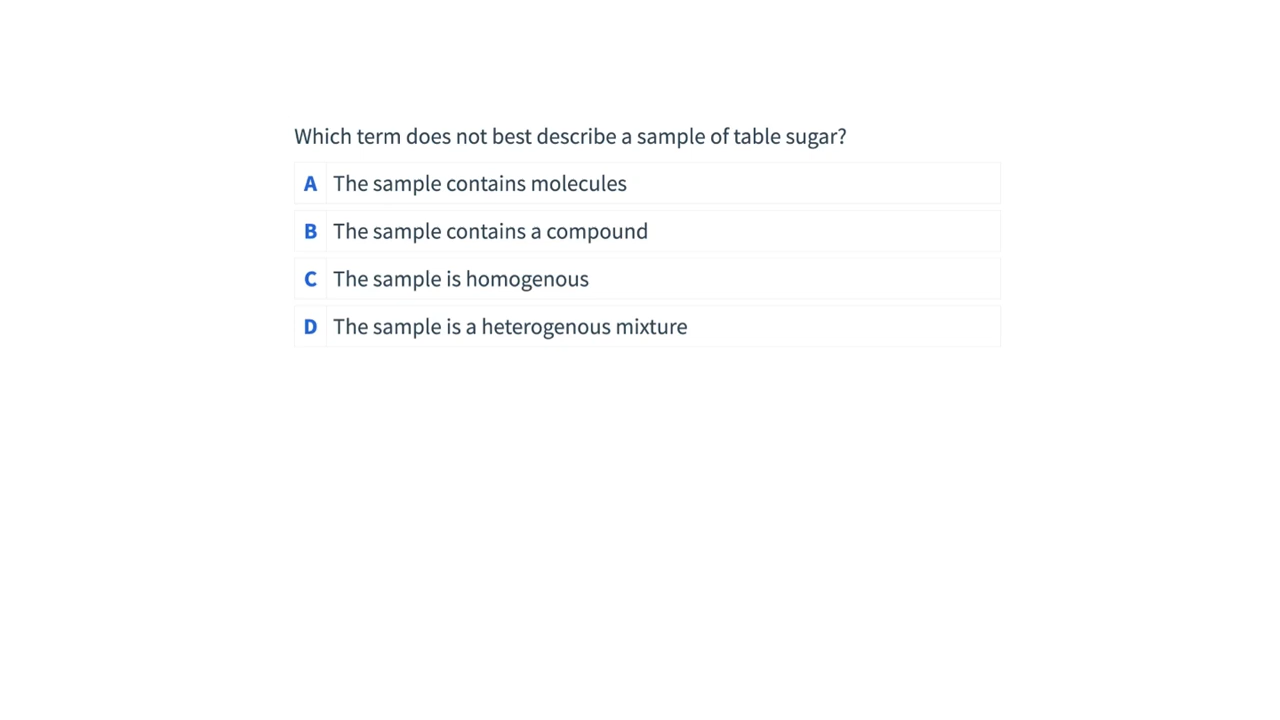 Which term does not best describe a sample of table sugar?
A The sample contains molecules
B The sample contains a compound
C The sample is homogenous
D The sample is a heterogenous mixture